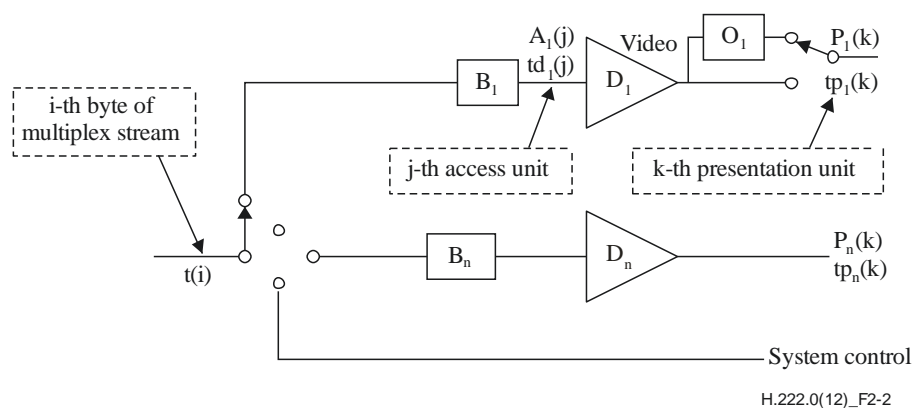 A₁(j)
td₁(j)
Video
O₁
P₁(k)
tp₁(k)
B₁
D₁
i-th byte of
multiplex stream
j-th access unit
k-th presentation unit
t(i)
Bₙ
Dₙ
Pₙ(k)
tpₙ(k)
System control
H.222.0(12)_F2-2